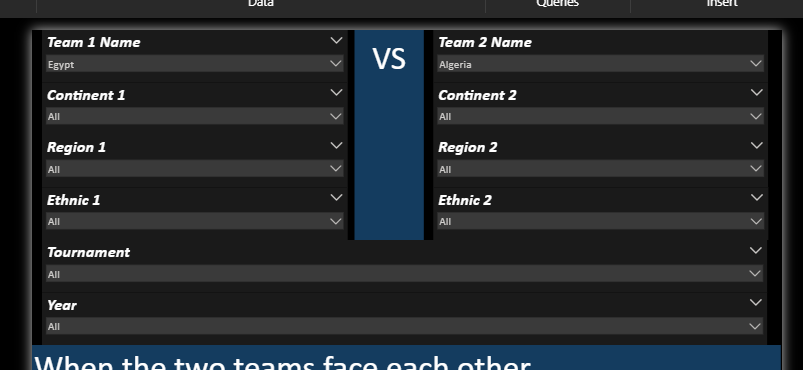 Data
Queries
Insert
Team 1 Name
Egypt
VS
Team 2 Name
Algeria
Continent 1
All
Continent 2
All
Region 1
All
Region 2
All
Ethnic 1
All
Ethnic 2
All
Tournament
All
Year
All
When the two teams face each other